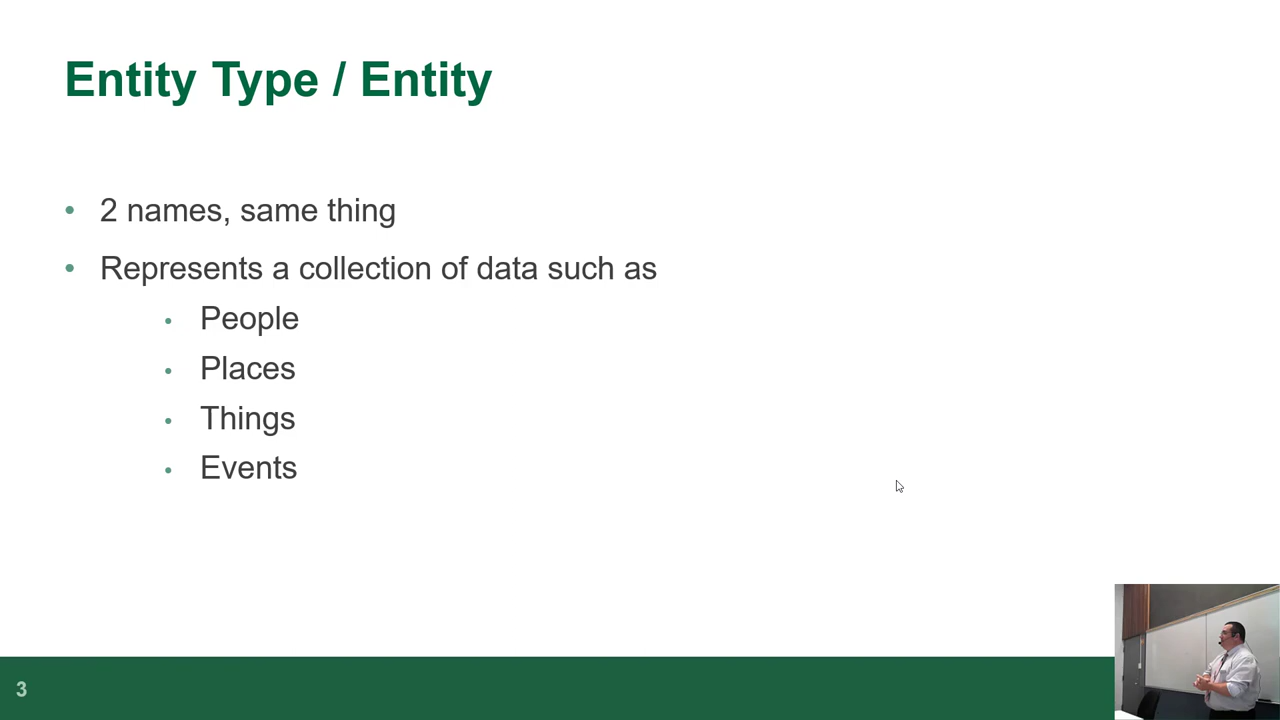 Entity Type / Entity
• 2 names, same thing
• Represents a collection of data such as
• People
• Places
• Things
• Events
3